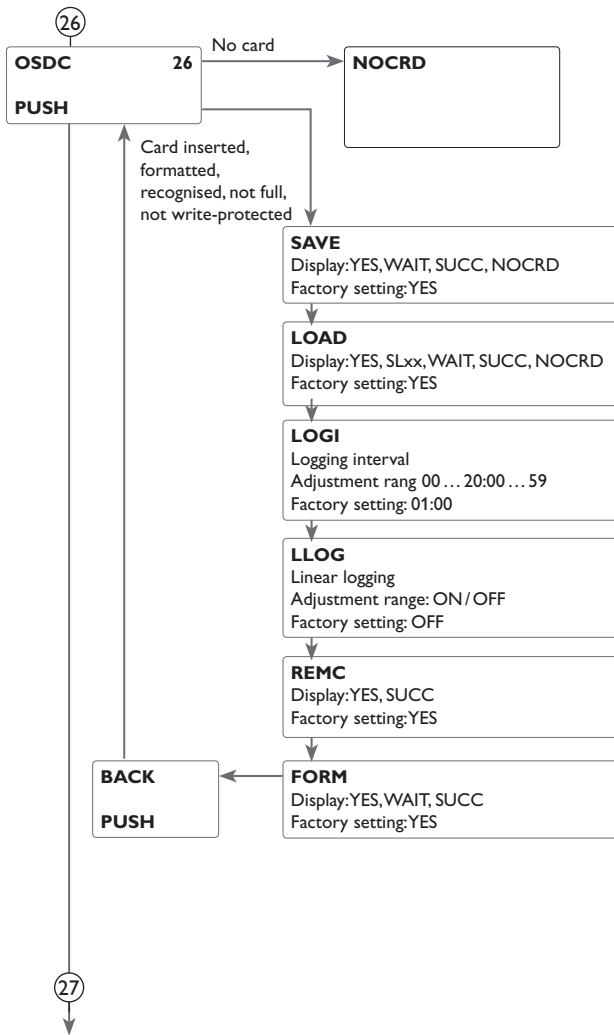 26
OSDC 26
PUSH
No card
NOCRD
Card inserted,
formatted,
recognised, not full,
not write-protected
SAVE
Display:YES, WAIT, SUCC, NOCRD
Factory setting:YES
LOAD
Display:YES, SLxx, WAIT, SUCC, NOCRD
Factory setting:YES
LOGI
Logging interval
Adjustment rang 00 ... 20:00 ... 59
Factory setting: 01:00
LLOG
Linear logging
Adjustment range: ON / OFF
Factory setting: OFF
REMC
Display:YES, SUCC
Factory setting:YES
BACK
PUSH
FORM
Display:YES, WAIT, SUCC
Factory setting:YES
27